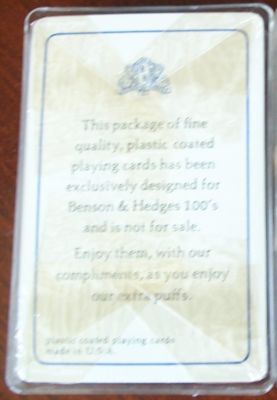 This package of fine
quality, plastic coated
playing cards has been
exclusively designed for
Benson & Hedges 100's
and is not for sale.
Enjoy them, with our
compliments, as you enjoy
our extra puffs.
plastic coated playing cards
made in U.S.A.